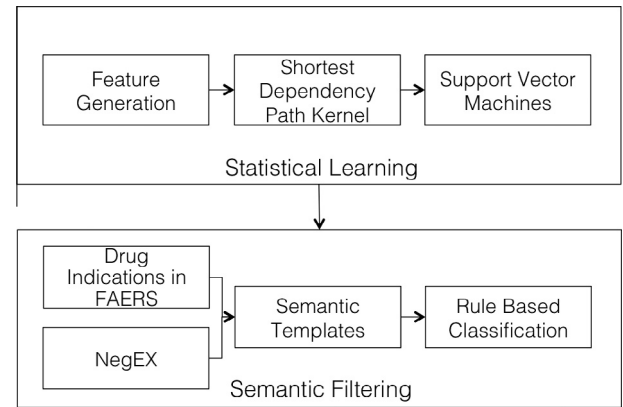 Feature
Generation
Shortest
Dependency
Path Kernel
Support Vector
Machines
Statistical Learning
Drug
Indications in
FAERS
NegEX
Semantic
Templates
Rule Based
Classification
Semantic Filtering